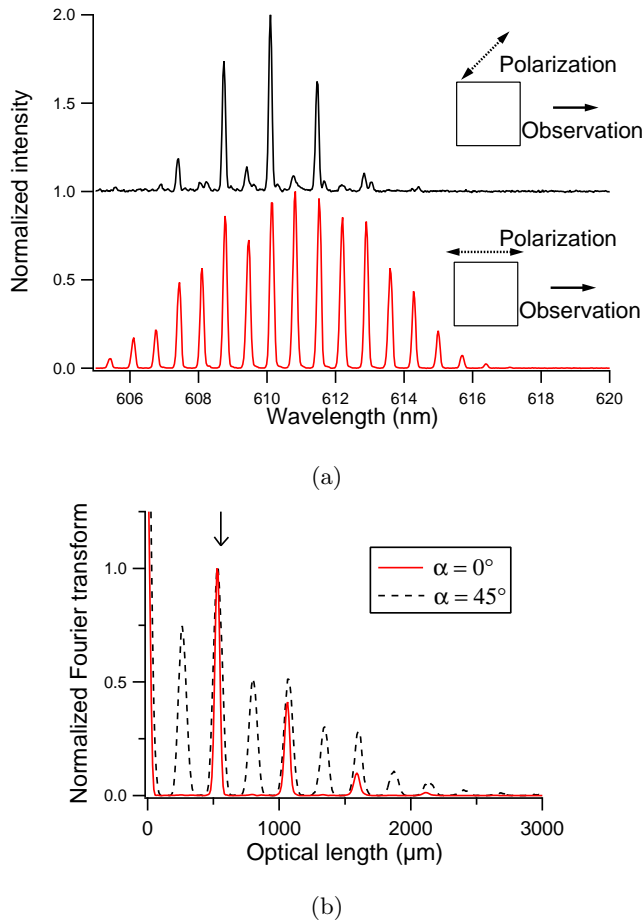 Normalized intensity
2.0
1.5
1.0
0.5
0.0
Polarization
Observation
Polarization
Observation
606
608
610
612
614
616
618
620
Wavelength (nm)
(a)
Normalized Fourier transform
1.0
0.5
0.0
α = 0°
α = 45°
0
1000
2000
3000
Optical length (µm)
(b)